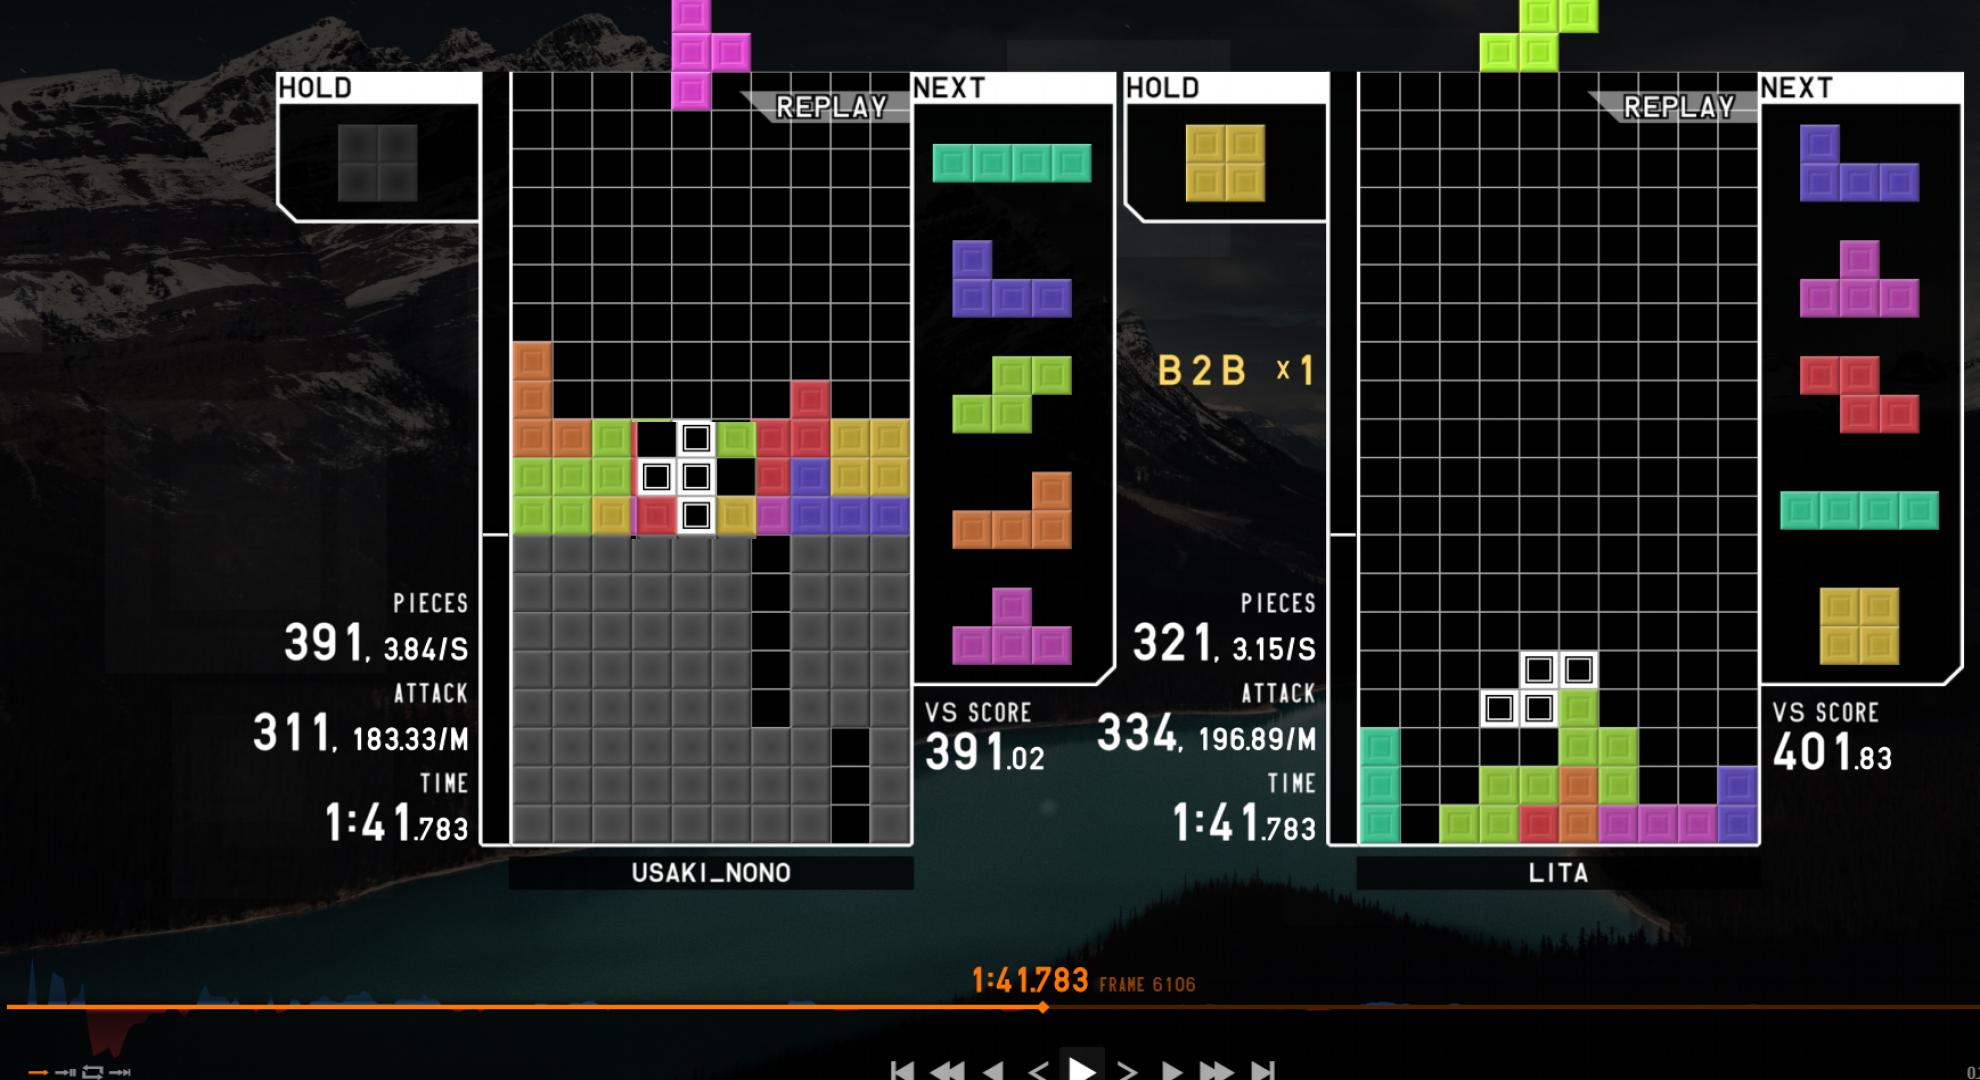 HOLD
NEXT
HOLD
NEXT
REPLAY
REPLAY
B2B x1
PIECES
391, 3.84/S
ATTACK
311, 183.33/M
TIME
1:41.783
VS SCORE
391.02
PIECES
321, 3.15/S
ATTACK
334, 196.89/M
TIME
1:41.783
VS SCORE
401.83
USAKI_NONO
LITA
1:41.783 FRAME 6106